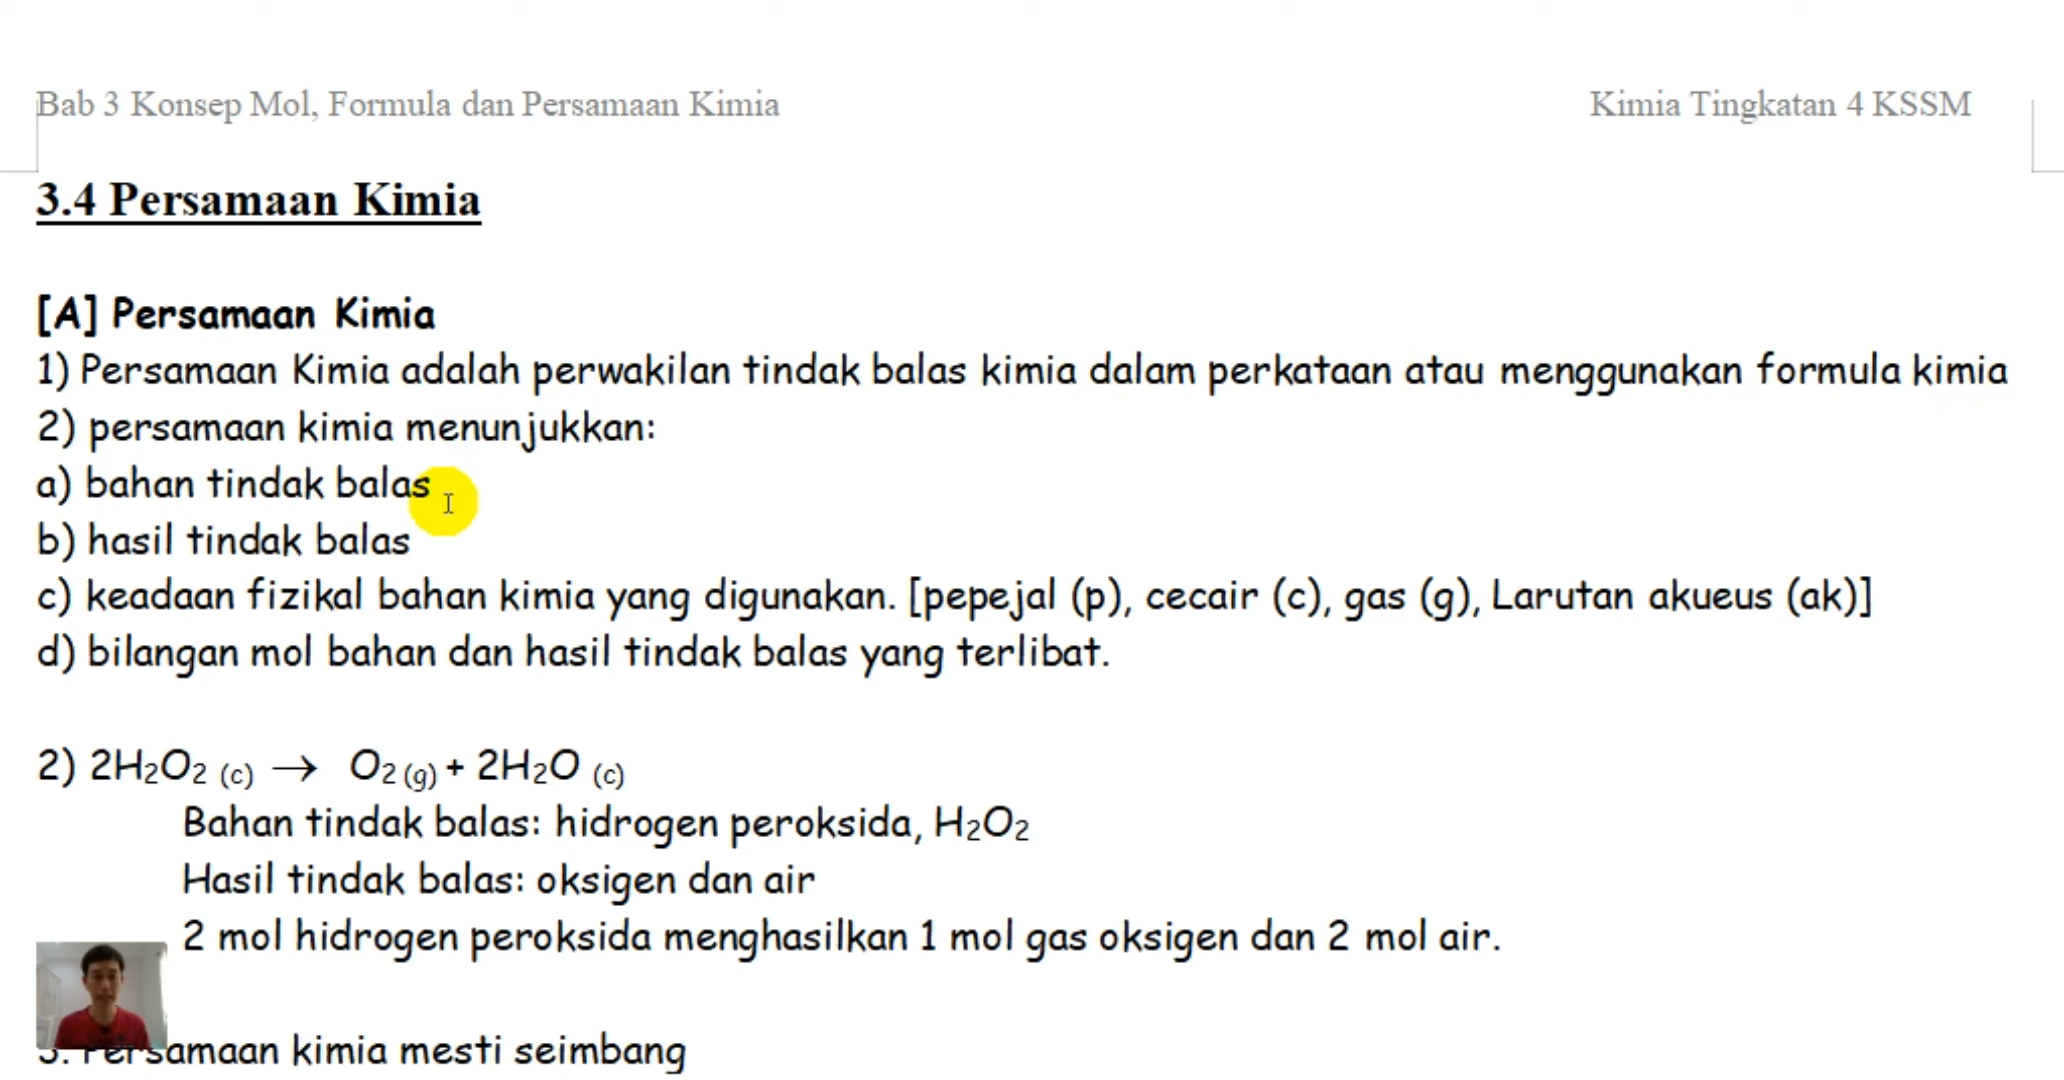 Bab 3 Konsep Mol, Formula dan Persamaan Kimia
Kimia Tingkatan 4 KSSM
3.4 Persamaan Kimia
[A] Persamaan Kimia
1) Persamaan Kimia adalah perwakilan tindak balas kimia dalam perkataan atau menggunakan formula kimia
2) persamaan kimia menunjukkan:
a) bahan tindak balas
b) hasil tindak balas
c) keadaan fizikal bahan kimia yang digunakan. [pepejal (p), cecair (c), gas (g), Larutan akueus (ak)]
d) bilangan mol bahan dan hasil tindak balas yang terlibat.
2) 2H₂O₂ (c) → O₂ (g) + 2H₂O (c)
Bahan tindak balas: hidrogen peroksida, H₂O₂
Hasil tindak balas: oksigen dan air
2 mol hidrogen peroksida menghasilkan 1 mol gas oksigen dan 2 mol air.
3. Persamaan kimia mesti seimbang